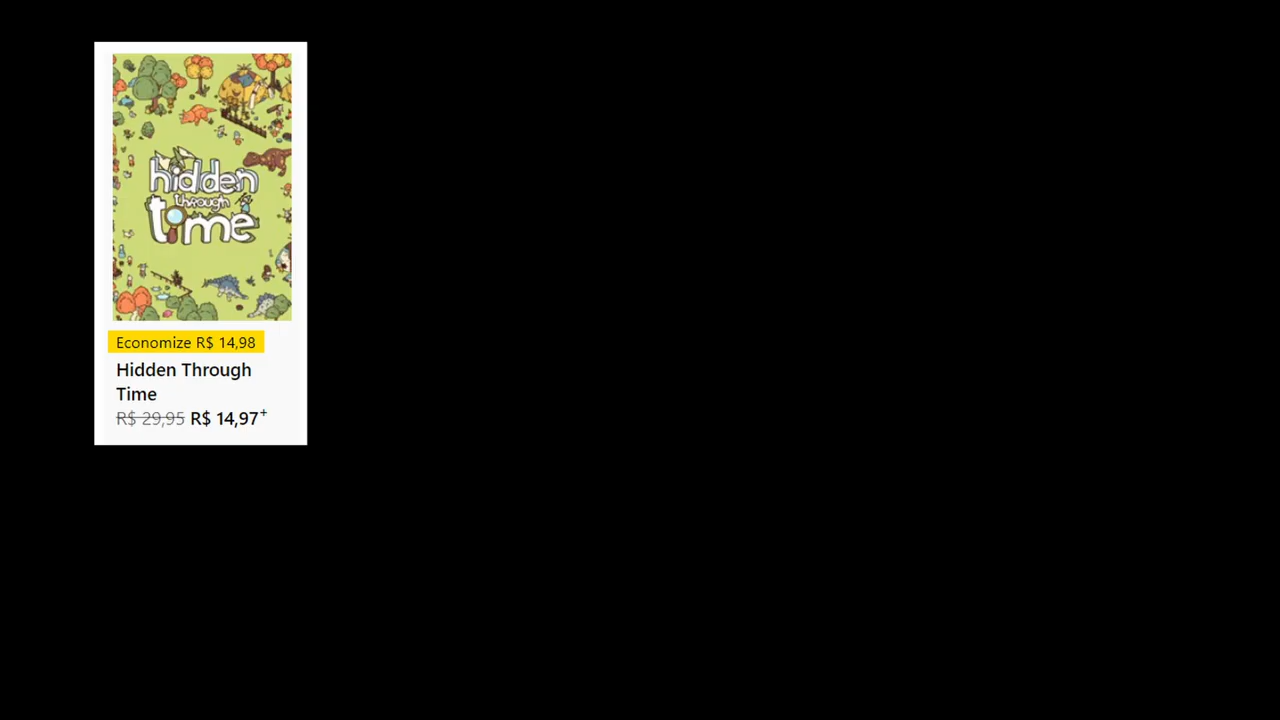 hidden
through
time
Economize R$ 14,98
Hidden Through
Time
R$ 29,95 R$ 14,97+